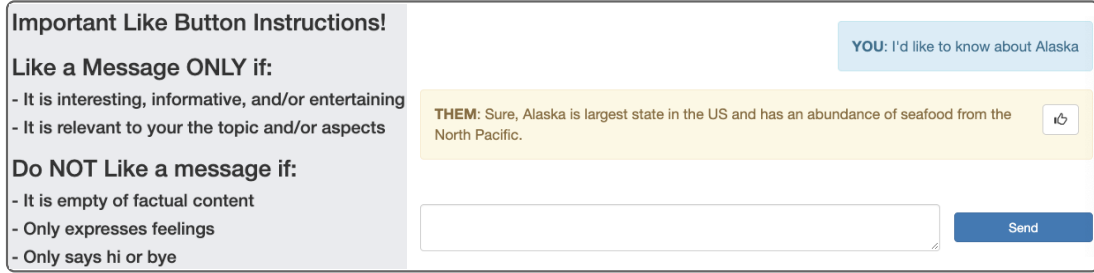 Important Like Button Instructions!
Like a Message ONLY if:
- It is interesting, informative, and/or entertaining
- It is relevant to your the topic and/or aspects
Do NOT Like a message if:
- It is empty of factual content
- Only expresses feelings
- Only says hi or bye
YOU: I'd like to know about Alaska
THEM: Sure, Alaska is largest state in the US and has an abundance of seafood from the
North Pacific.
Send